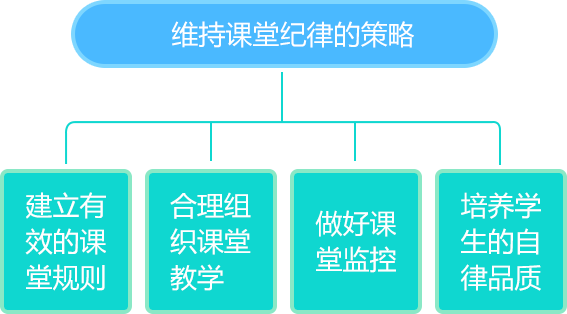 维持课堂纪律的策略
建立有
效的课
堂规则
合理组
织课堂
教学
做好课
堂监控
培养学
生的自
律品质